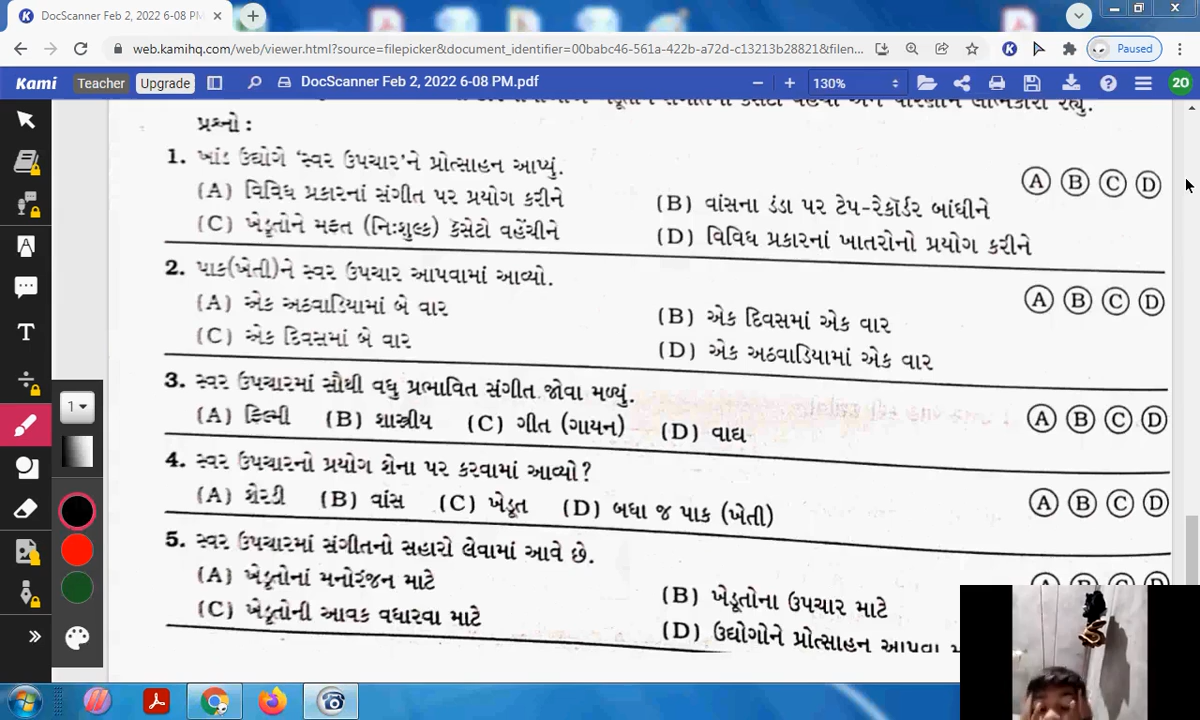 DocScanner Feb 2, 2022 6-08 PM
web.kamihq.com/web/viewer.html?source=filepicker&document_identifier=00babc46-561a-422b-a72d-c13213b28821&filen...
Paused
Kami Teacher Upgrade DocScanner Feb 2, 2022 6-08 PM.pdf 130% 20
પ્રશ્નો :
1. ખાંડ ઉદ્યોગે ‘સ્વર ઉપચાર’ને પ્રોત્સાહન આપ્યું. A B C D
(A) વિવિધ પ્રકારનાં સંગીત પર પ્રયોગ કરીને (B) વાંસના ડંડા પર ટેપ-રેકૉર્ડર બાંધીને
(C) ખેડૂતોને મફત (નિઃશુલ્ક) કૅસેટો વહેંચીને (D) વિવિધ પ્રકારનાં ખાતરોનો પ્રયોગ કરીને
2. પાક(ખેતી)ને સ્વર ઉપચાર આપવામાં આવ્યો. A B C D
(A) એક અઠવાડિયામાં બે વાર (B) એક દિવસમાં એક વાર
(C) એક દિવસમાં બે વાર (D) એક અઠવાડિયામાં એક વાર
3. સ્વર ઉપચારમાં સૌથી વધુ પ્રભાવિત સંગીત જોવા મળ્યું. A B C D
(A) ફિલ્મી (B) શાસ્ત્રીય (C) ગીત (ગાયન) (D) વાદ્ય
4. સ્વર ઉપચારનો પ્રયોગ શેના પર કરવામાં આવ્યો? A B C D
(A) શેરડી (B) વાંસ (C) ખેડૂત (D) બધા જ પાક (ખેતી)
5. સ્વર ઉપચારમાં સંગીતનો સહારો લેવામાં આવે છે. A B C D
(A) ખેડૂતોનાં મનોરંજન માટે (B) ખેડૂતોના ઉપચાર માટે
(C) ખેડૂતોની આવક વધારવા માટે (D) ઉદ્યોગોને પ્રોત્સાહન આપવા
T
1